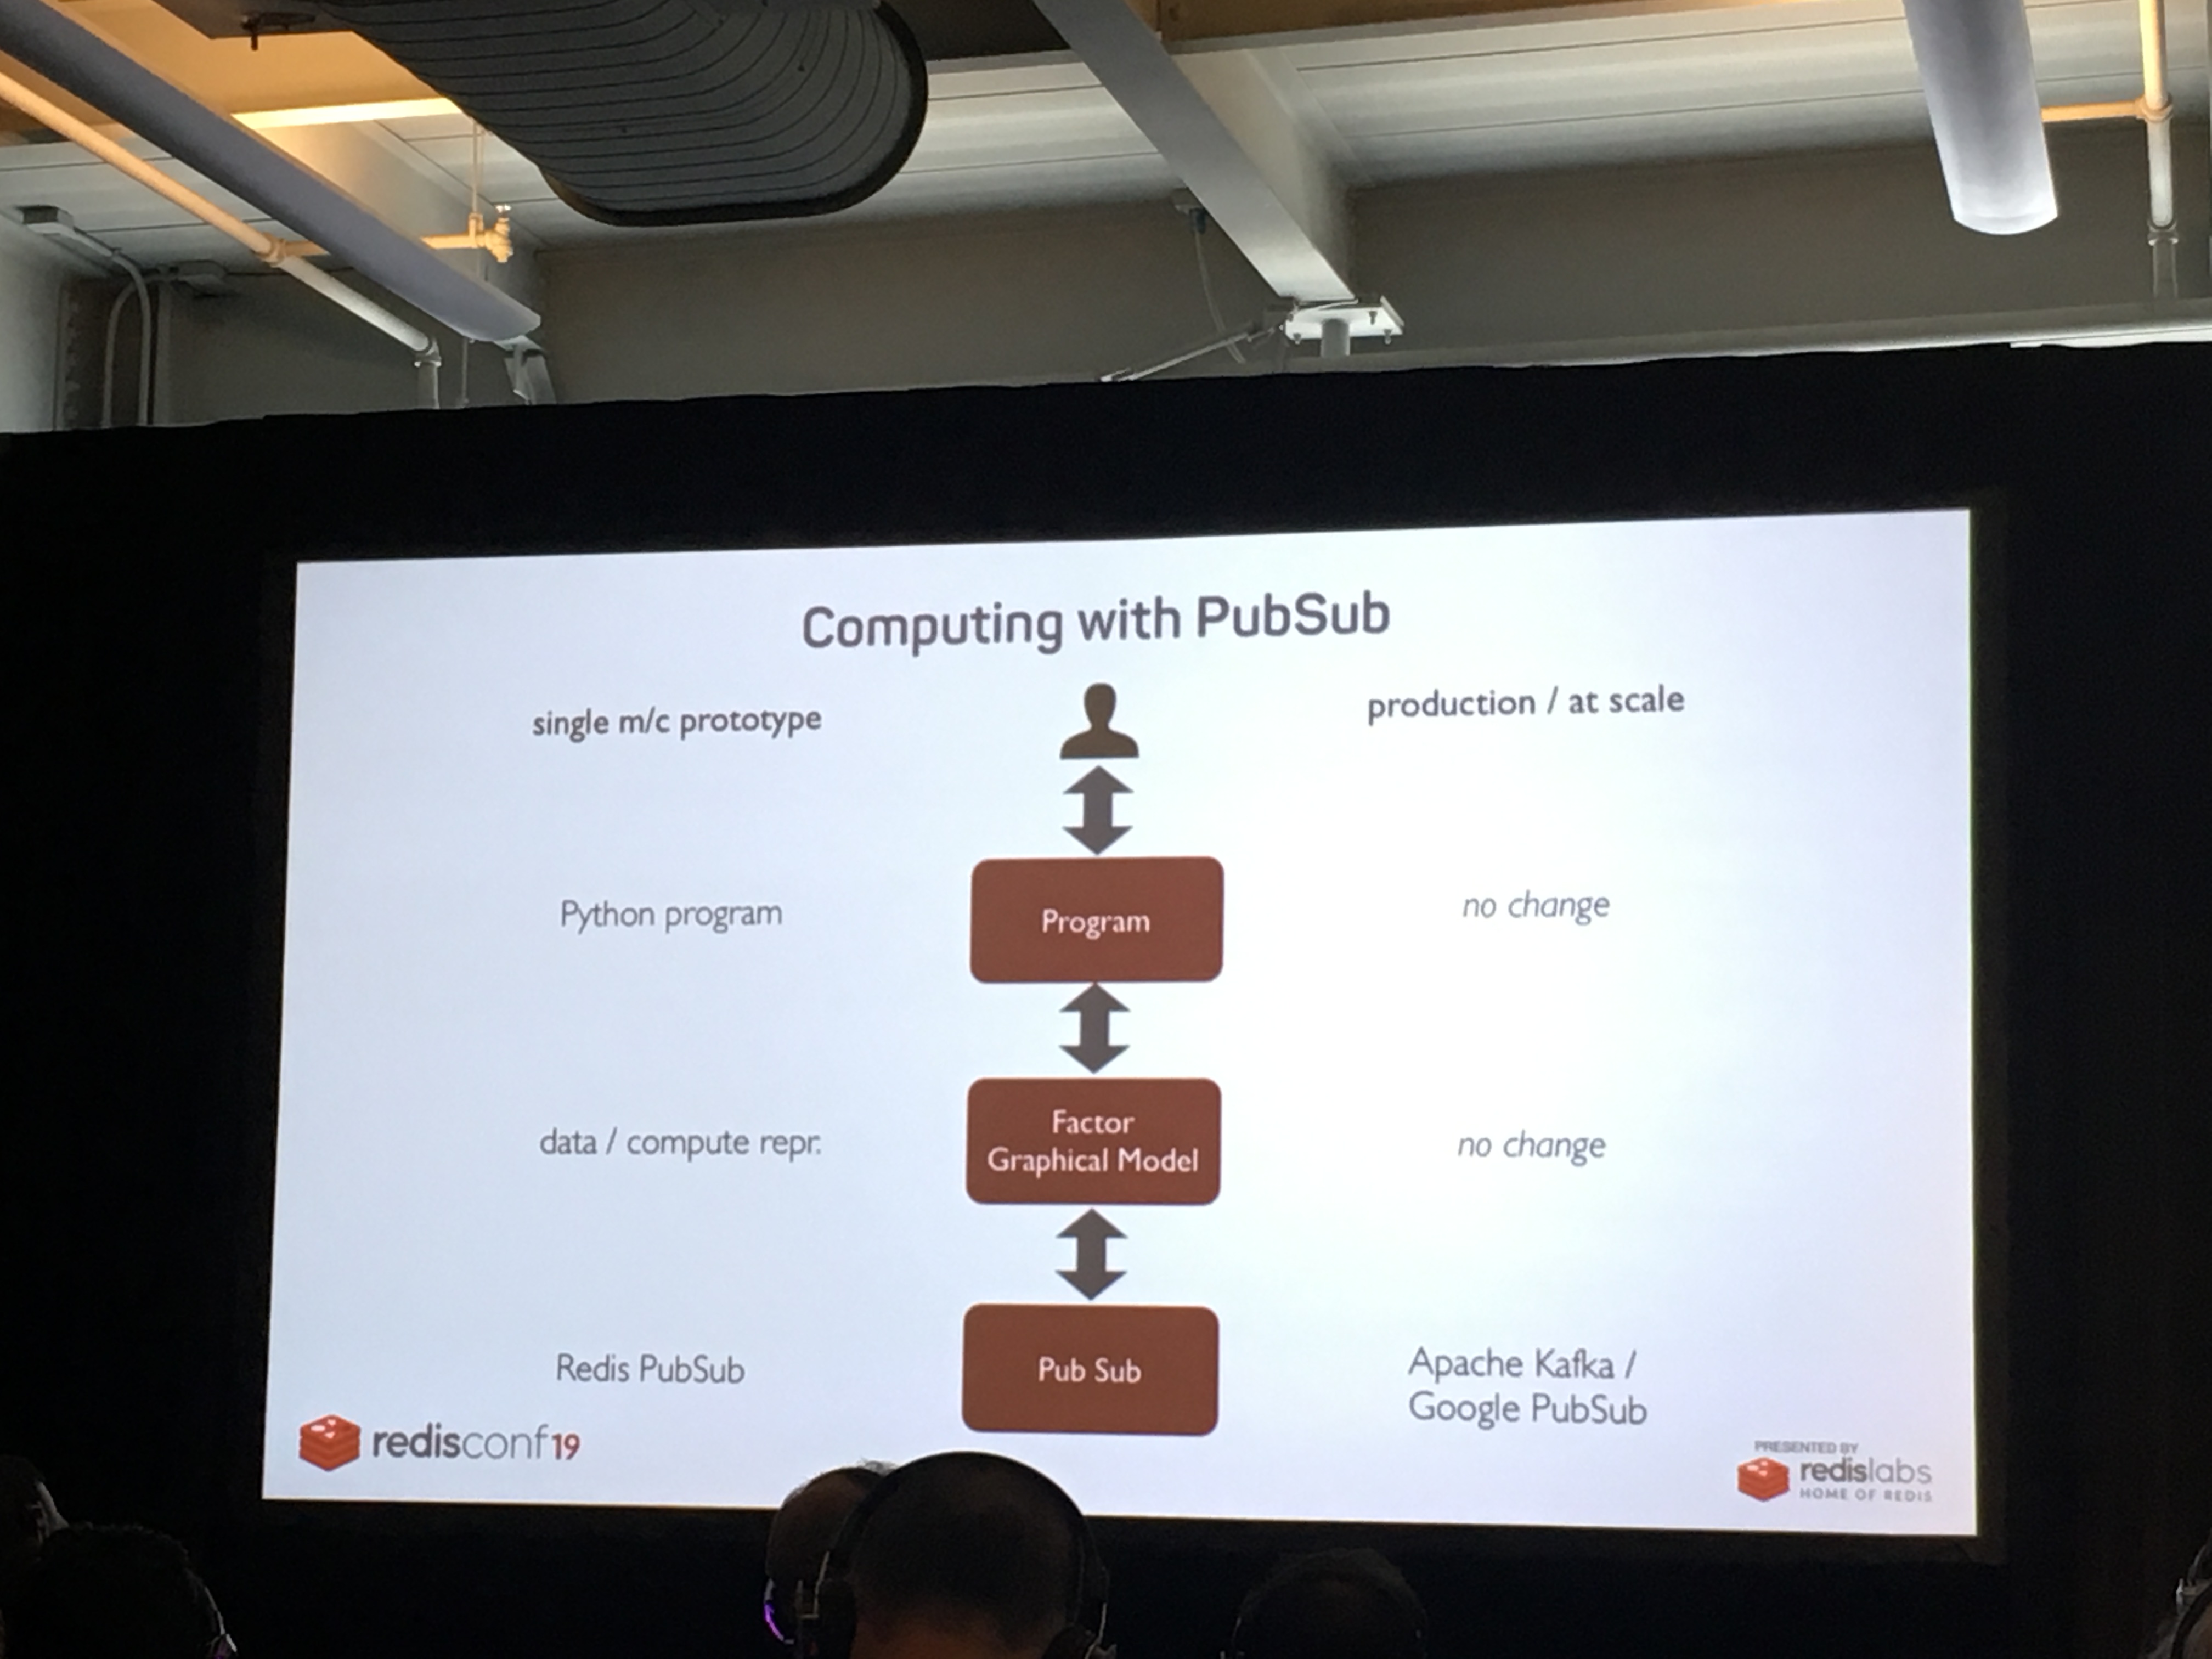 Computing with PubSub
single m/c prototype
production / at scale
Python program
Program
no change
data / compute repr.
Factor
Graphical Model
no change
Redis PubSub
Pub Sub
Apache Kafka /
Google PubSub
redisconf19
PRESENTED BY
redislabs
HOME OF REDIS